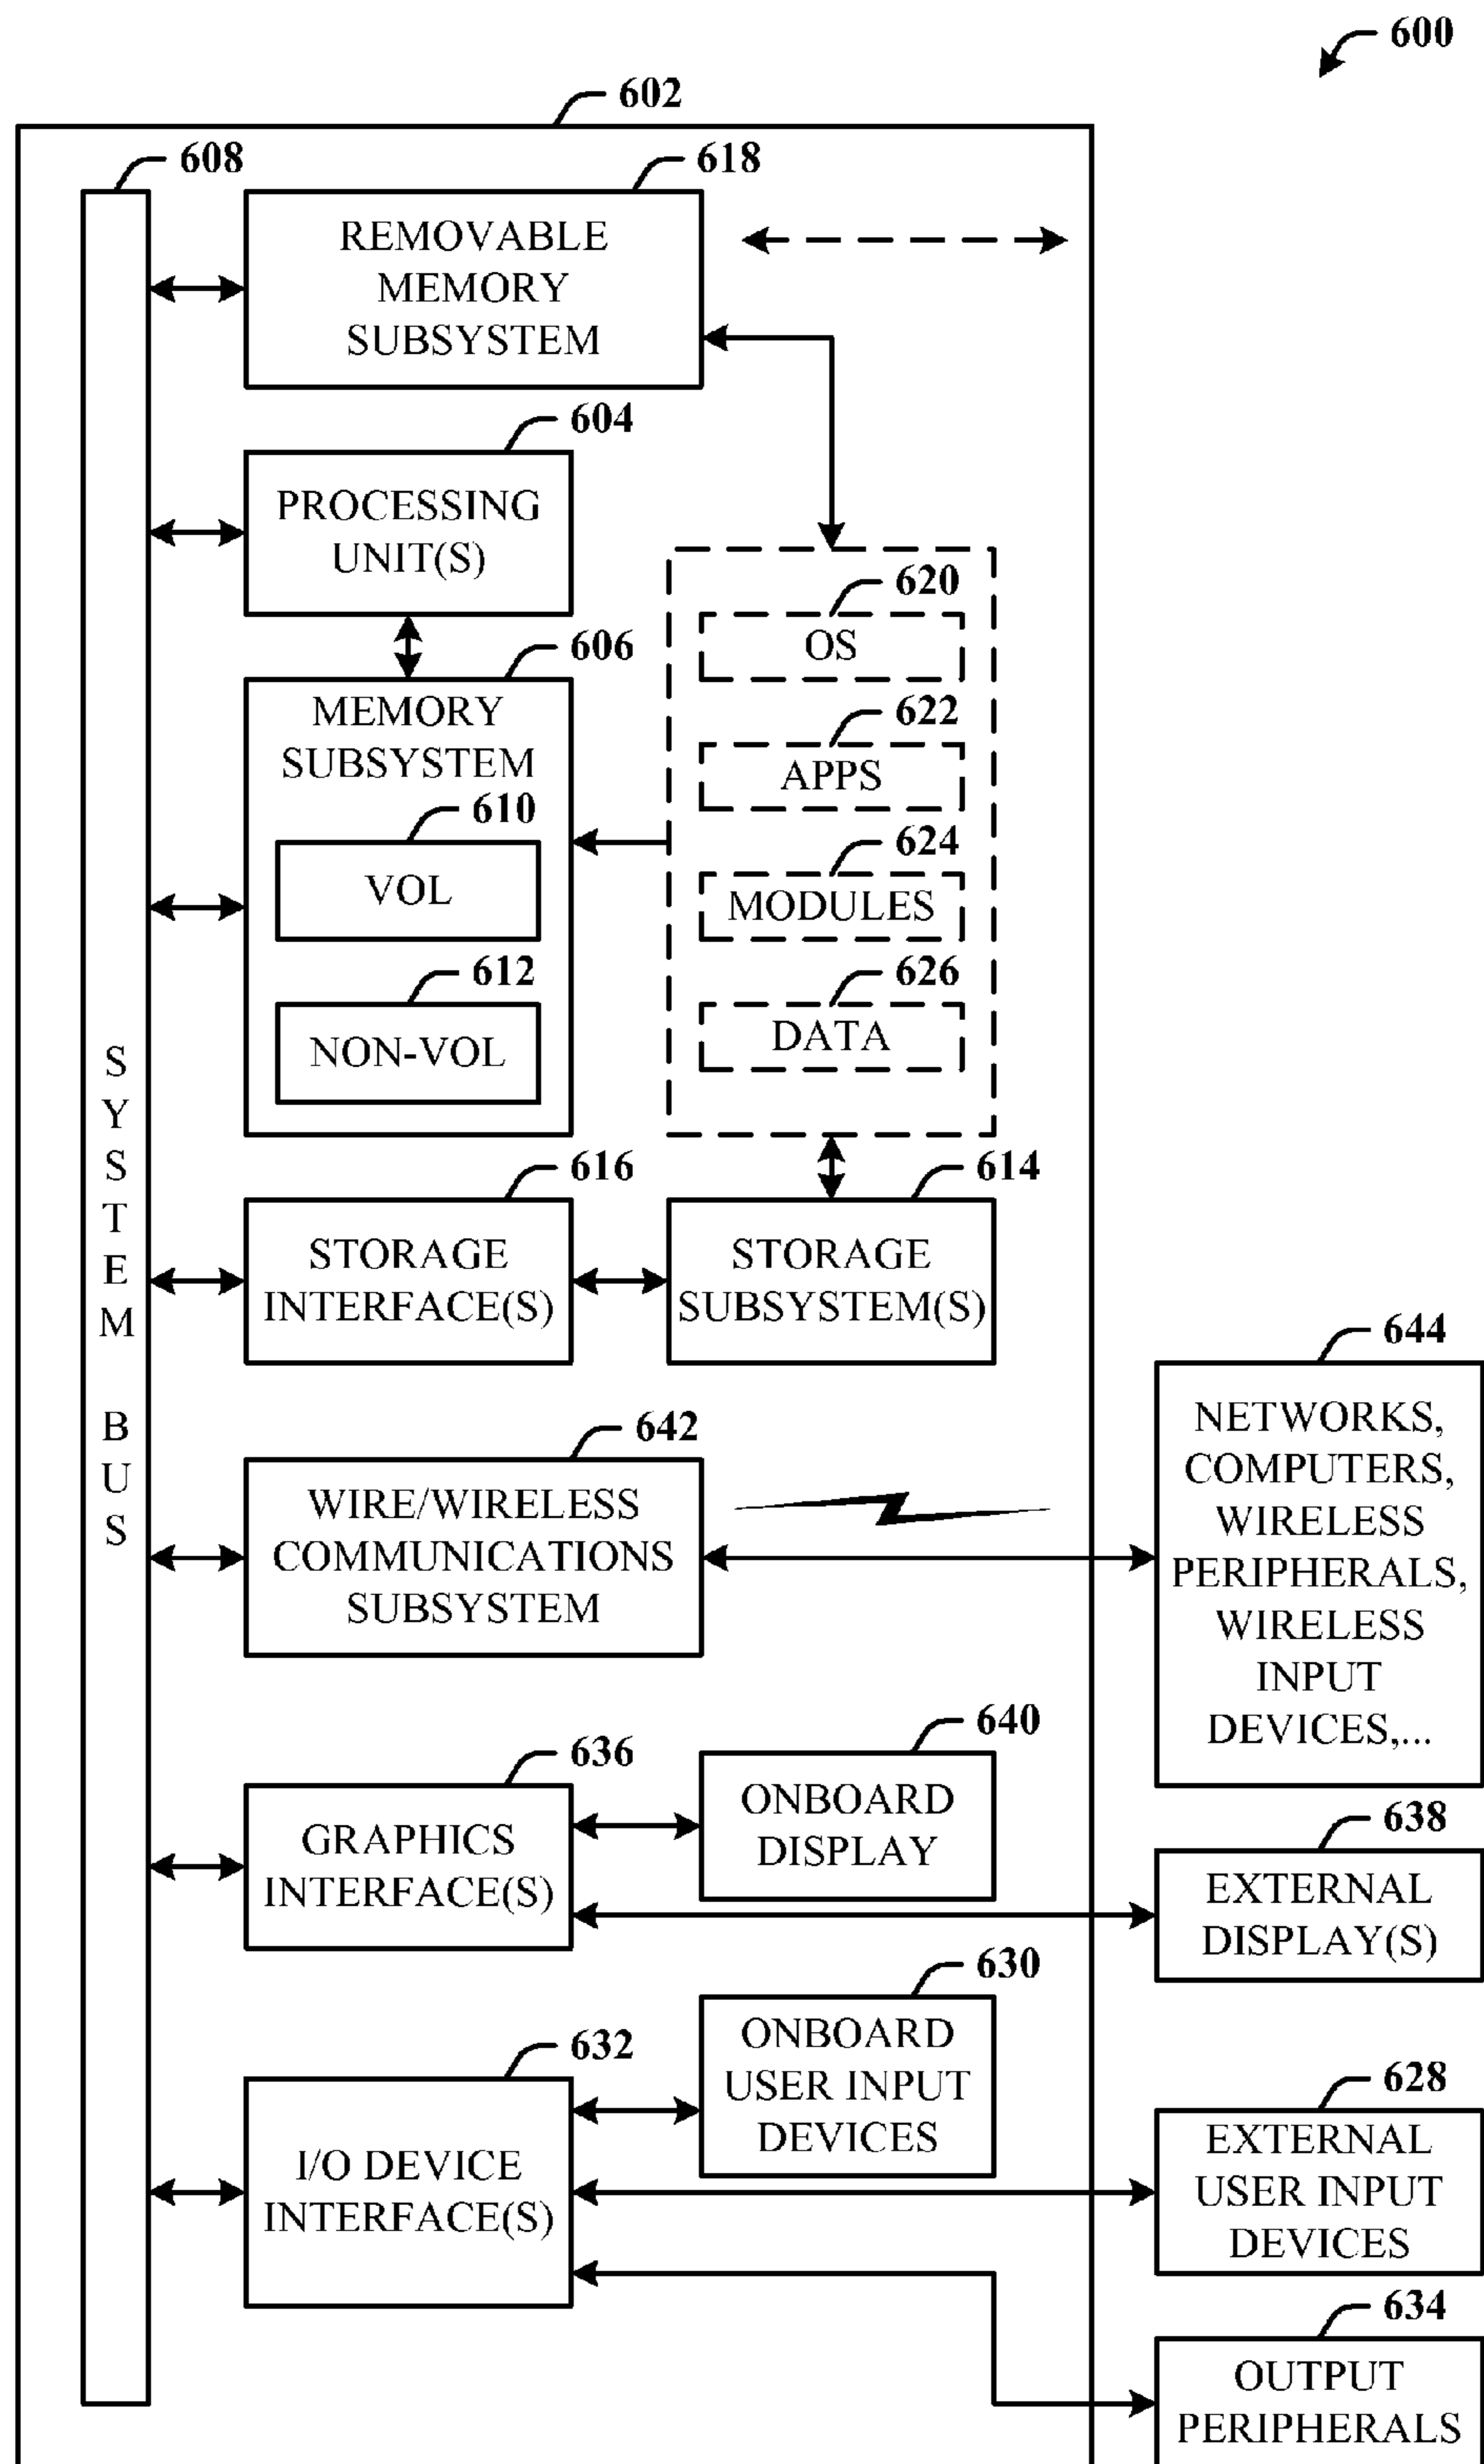 600
602
608
618
REMOVABLE
MEMORY
SUBSYSTEM
604
PROCESSING
UNIT(S)
606
MEMORY
SUBSYSTEM
610
VOL
612
NON-VOL
620
OS
622
APPS
624
MODULES
626
DATA
616
STORAGE
INTERFACE(S)
614
STORAGE
SUBSYSTEM(S)
SYSTEM BUS
642
WIRE/WIRELESS
COMMUNICATIONS
SUBSYSTEM
644
NETWORKS,
COMPUTERS,
WIRELESS
PERIPHERALS,
WIRELESS
INPUT
DEVICES,...
636
GRAPHICS
INTERFACE(S)
640
ONBOARD
DISPLAY
638
EXTERNAL
DISPLAY(S)
632
I/O DEVICE
INTERFACE(S)
630
ONBOARD
USER INPUT
DEVICES
628
EXTERNAL
USER INPUT
DEVICES
634
OUTPUT
PERIPHERALS